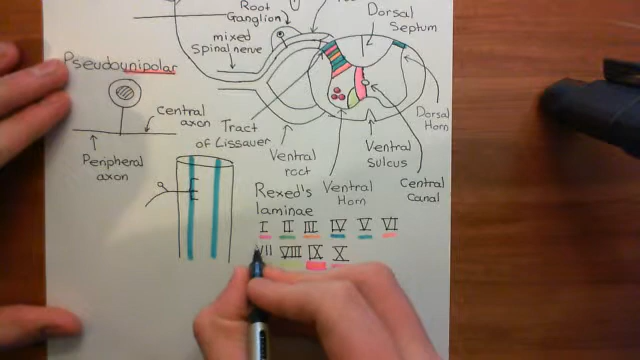 Root
Ganglion
Dorsal
Septum
mixed
Spinal nerve
Pseudounipolar
Central
axon
Peripheral
axon
Tract
of Lissauer
Ventral
root
Ventral
Horn
Ventral
Sulcus
Dorsal
Horn
Central
Canal
Rexed's
laminae
I II III IV V VI
VII VIII IX X